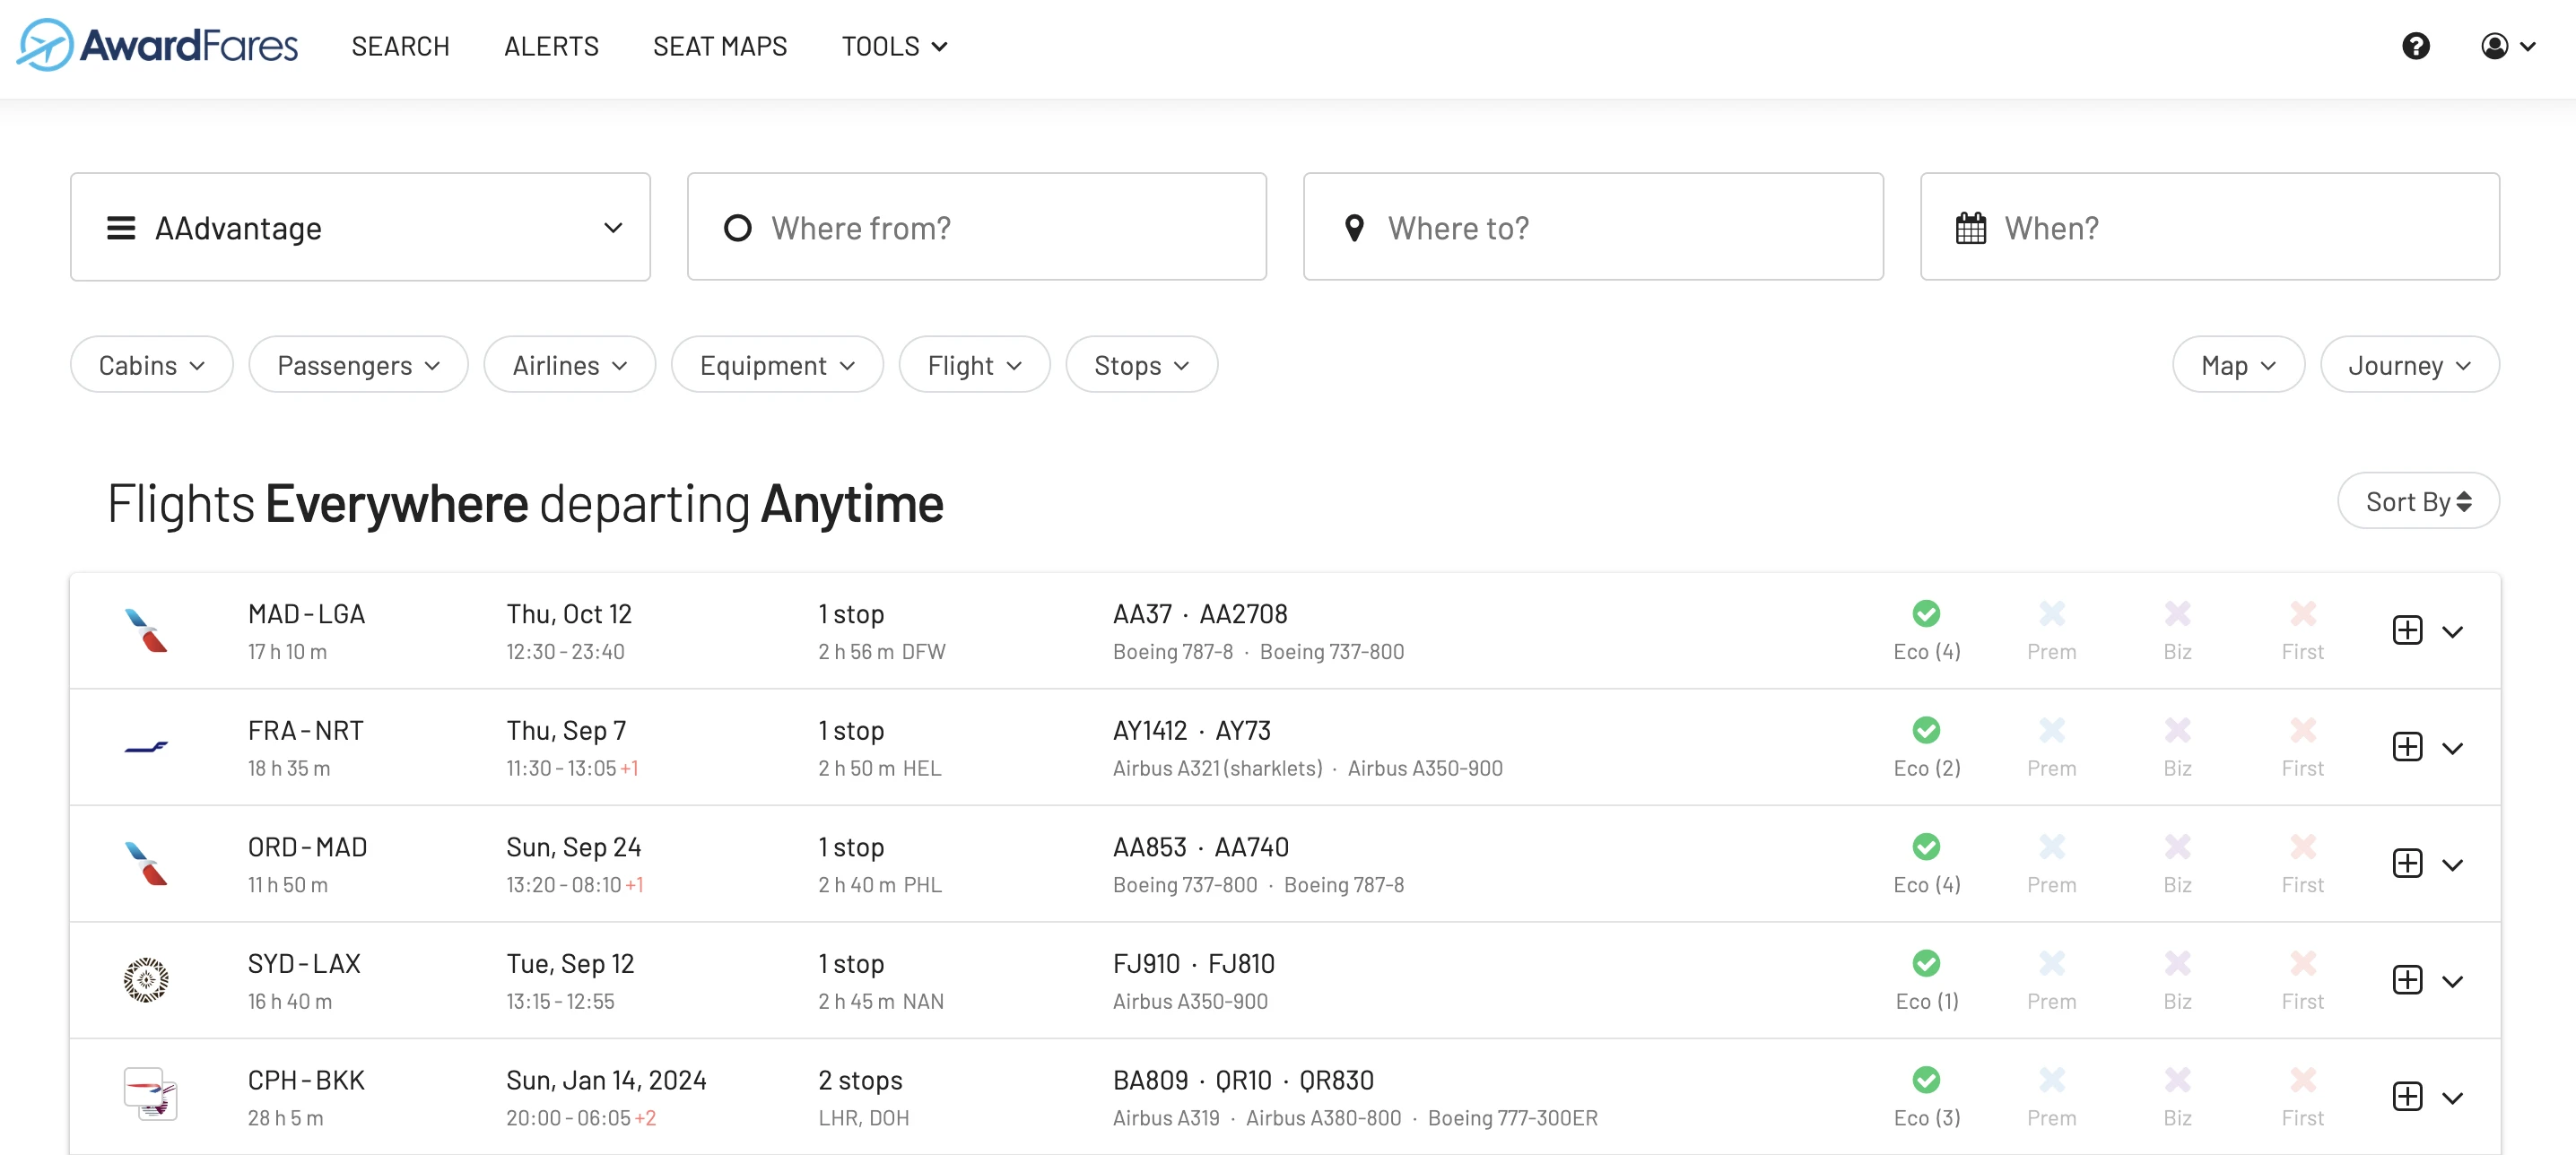 AwardFares SEARCH ALERTS SEAT MAPS TOOLS
AAdvantage Where from? Where to? When?
Cabins Passengers Airlines Equipment Flight Stops Map Journey
Flights Everywhere departing Anytime Sort By
MAD - LGA Thu, Oct 12 1 stop AA37 · AA2708
17 h 10 m 12:30 - 23:40 2 h 56 m DFW Boeing 787-8 · Boeing 737-800 Eco (4) Prem Biz First
FRA - NRT Thu, Sep 7 1 stop AY1412 · AY73
18 h 35 m 11:30 - 13:05 +1 2 h 50 m HEL Airbus A321 (sharklets) · Airbus A350-900 Eco (2) Prem Biz First
ORD - MAD Sun, Sep 24 1 stop AA853 · AA740
11 h 50 m 13:20 - 08:10 +1 2 h 40 m PHL Boeing 737-800 · Boeing 787-8 Eco (4) Prem Biz First
SYD - LAX Tue, Sep 12 1 stop FJ910 · FJ810
16 h 40 m 13:15 - 12:55 2 h 45 m NAN Airbus A350-900 Eco (1) Prem Biz First
CPH - BKK Sun, Jan 14, 2024 2 stops BA809 · QR10 · QR830
28 h 5 m 20:00 - 06:05 +2 LHR, DOH Airbus A319 · Airbus A380-800 · Boeing 777-300ER Eco (3) Prem Biz First